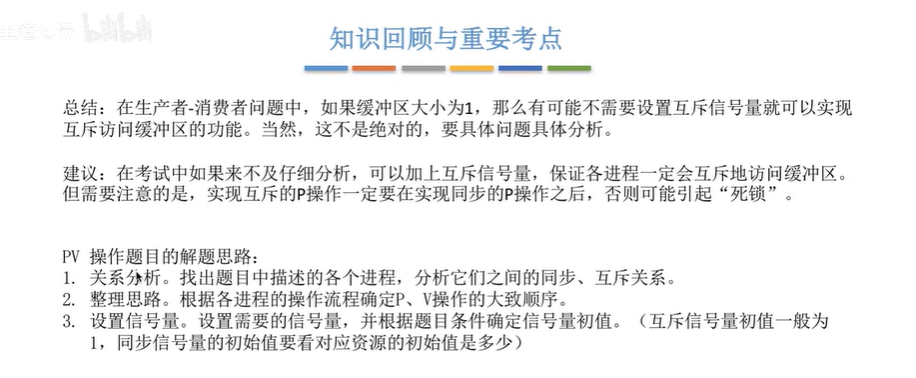 知识回顾与重要考点
总结：在生产者-消费者问题中，如果缓冲区大小为1，那么有可能不需要设置互斥信号量就可以实现
互斥访问缓冲区的功能。当然，这不是绝对的，要具体问题具体分析。
建议：在考试中如果来不及仔细分析，可以加上互斥信号量，保证各进程一定会互斥地访问缓冲区。
但需要注意的是，实现互斥的P操作一定要在实现同步的P操作之后，否则可能引起“死锁”。
PV 操作题目的解题思路：
1. 关系分析。找出题目中描述的各个进程，分析它们之间的同步、互斥关系。
2. 整理思路。根据各进程的操作流程确定P、V操作的大致顺序。
3. 设置信号量。设置需要的信号量，并根据题目条件确定信号量初值。（互斥信号量初值一般为
1，同步信号量的初始值要看对应资源的初始值是多少）